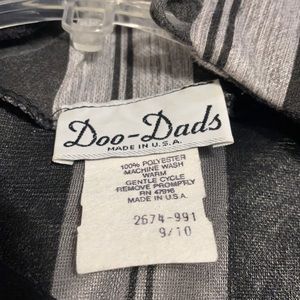 Doo-Dads
MADE IN U.S.A.
100% POLYESTER
MACHINE WASH
WARM
GENTLE CYCLE
REMOVE PROMPTLY
RN 47916
MADE IN U.S.A.
2674-991
9/10